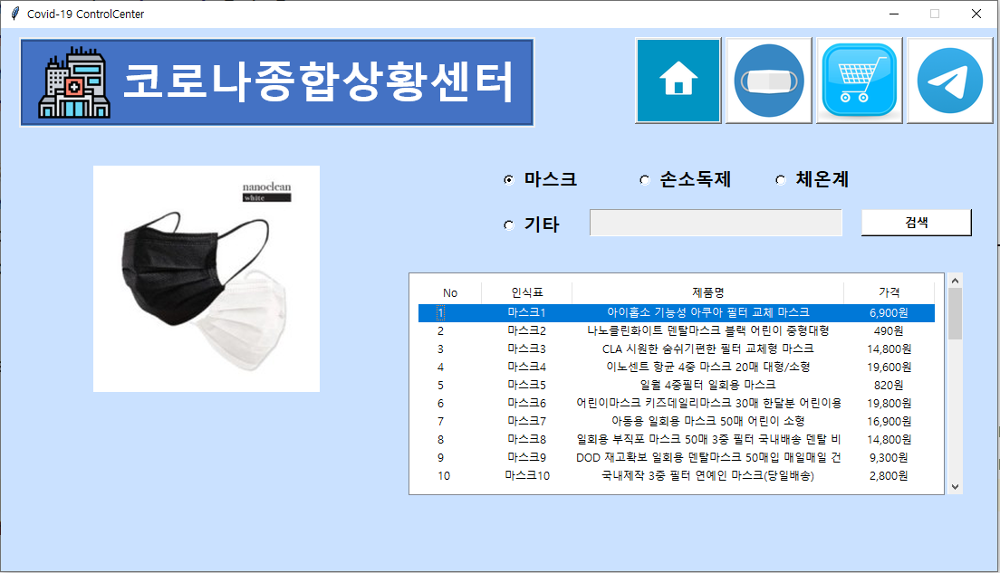 Covid-19 ControlCenter
코로나종합상황센터
nanoclean
white
마스크 손소독제 체온계
기타 검색
No 인식표 제품명 가격
1 마스크1 아이홉소 기능성 아쿠아 필터 교체 마스크 6,900원
2 마스크2 나노클린화이트 덴탈마스크 블랙 어린이 중형대형 490원
3 마스크3 CLA 시원한 숨쉬기편한 필터 교체형 마스크 14,800원
4 마스크4 이노센트 항균 4중 마스크 20매 대형/소형 19,600원
5 마스크5 일월 4중필터 일회용 마스크 820원
6 마스크6 어린이마스크 키즈데일리마스크 30매 한달분 어린이용 19,800원
7 마스크7 아동용 일회용 마스크 50매 어린이 소형 16,900원
8 마스크8 일회용 부직포 마스크 50매 3중 필터 국내배송 덴탈 비 14,800원
9 마스크9 DOD 재고확보 일회용 덴탈마스크 50매입 매일매일 건 9,300원
10 마스크10 국내제작 3중 필터 연예인 마스크(당일배송) 2,800원